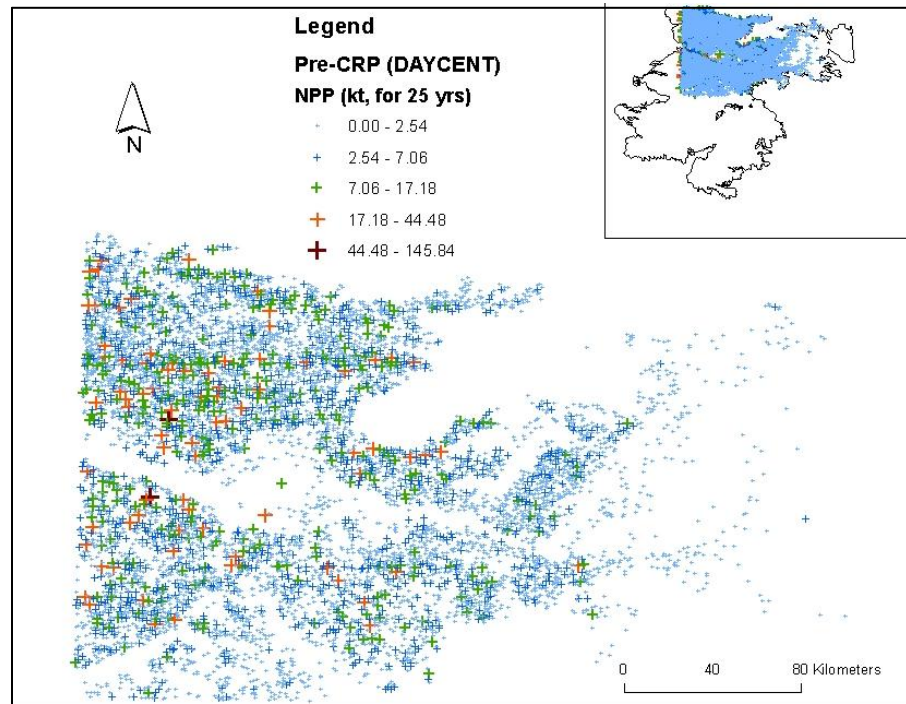 Legend
Pre-CRP (DAYCENT)
NPP (kt, for 25 yrs)
0.00 - 2.54
2.54 - 7.06
7.06 - 17.18
17.18 - 44.48
44.48 - 145.84
N
0 40 80 Kilometers